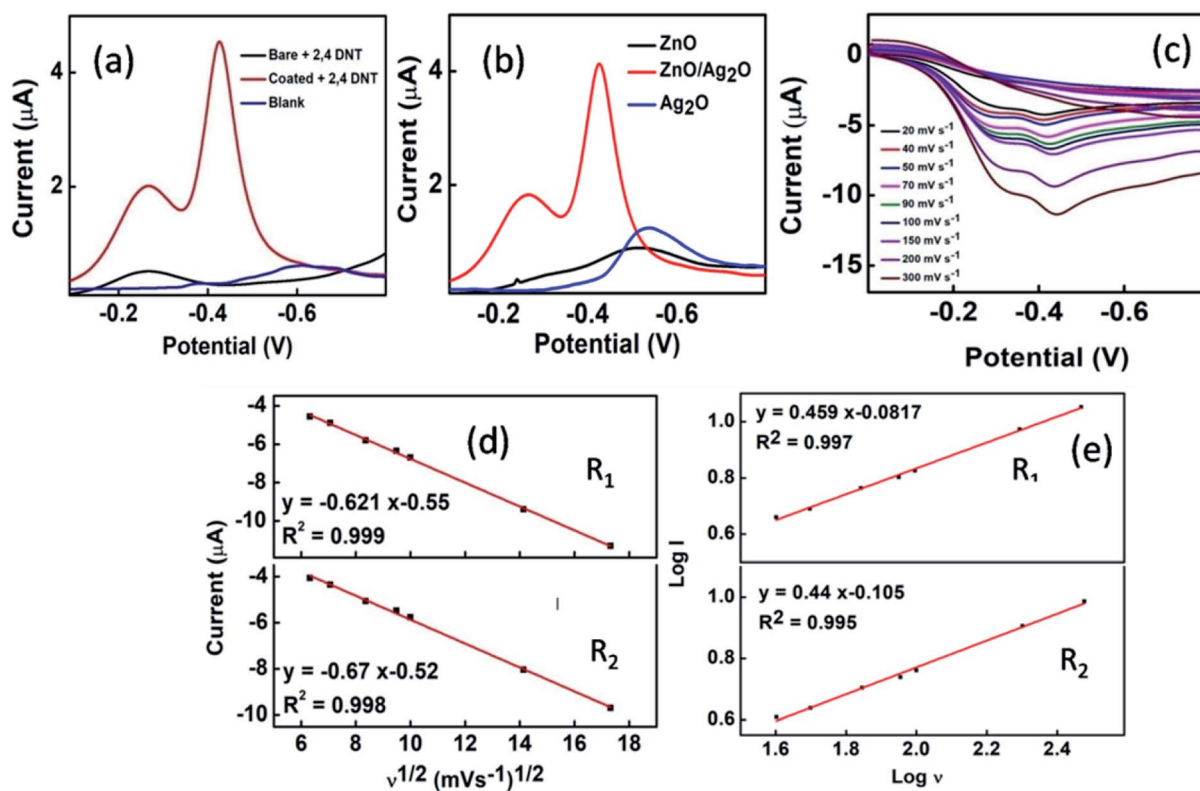 (a)
Bare + 2,4 DNT
Coated + 2,4 DNT
Blank
4
2
Current (µA)
-0.2
-0.4
-0.6
Potential (V)
(b)
ZnO
ZnO/Ag2O
Ag2O
4
2
Current (µA)
-0.2
-0.4
-0.6
Potential (V)
(c)
0
-5
-10
-15
Current (µA)
20 mV s-1
40 mV s-1
50 mV s-1
70 mV s-1
90 mV s-1
100 mV s-1
150 mV s-1
200 mV s-1
300 mV s-1
-0.2
-0.4
-0.6
Potential (V)
(d)
-4
-6
-8
-10
R1
y = -0.621 x-0.55
R2 = 0.999
Current (µA)
-4
-6
-8
-10
R2
y = -0.67 x-0.52
R2 = 0.998
6 8 10 12 14 16 18
ν1/2 (mVs-1)1/2
(e)
1.0
0.8
0.6
y = 0.459 x-0.0817
R2 = 0.997
R1
Log I
1.0
0.8
0.6
y = 0.44 x-0.105
R2 = 0.995
R2
1.6 2.0 2.4
Log ν